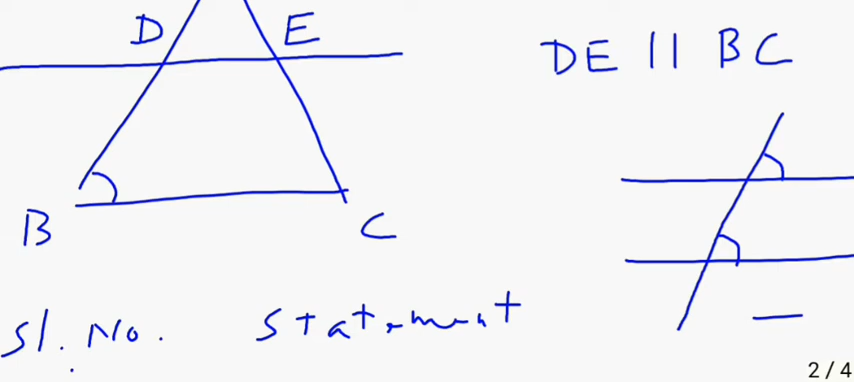 D E
DE || BC
B C
Sl. No. Statement
2 / 4